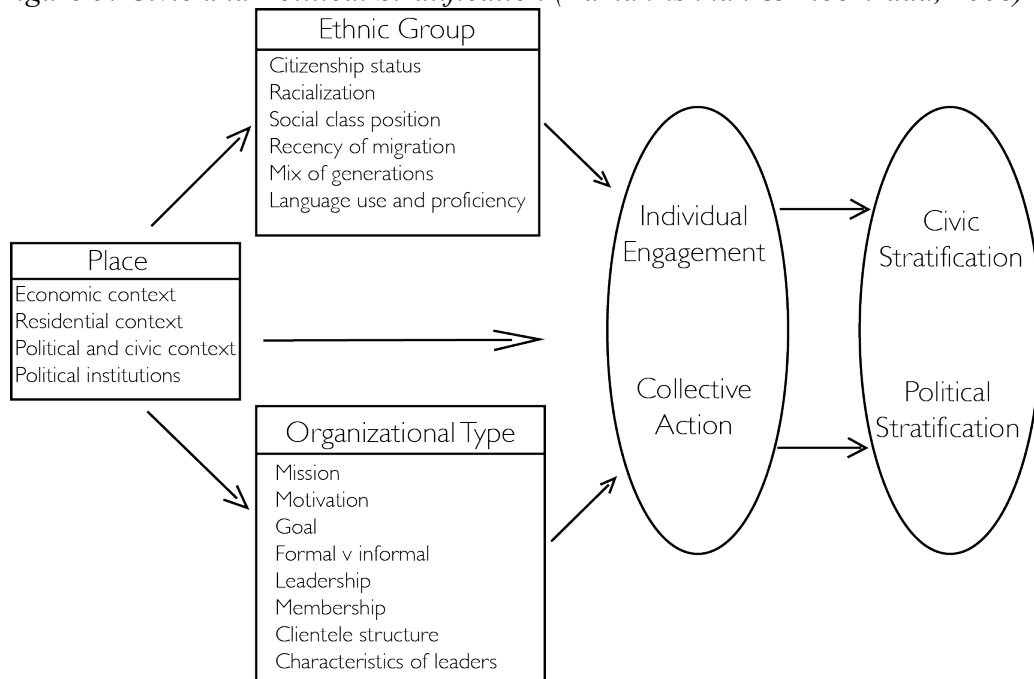 Ethnic Group
Citizenship status
Racialization
Social class position
Recency of migration
Mix of generations
Language use and proficiency
Place
Economic context
Residential context
Political and civic context
Political institutions
Organizational Type
Mission
Motivation
Goal
Formal v informal
Leadership
Membership
Clientele structure
Characteristics of leaders
Individual
Engagement
Collective
Action
Civic
Stratification
Political
Stratification